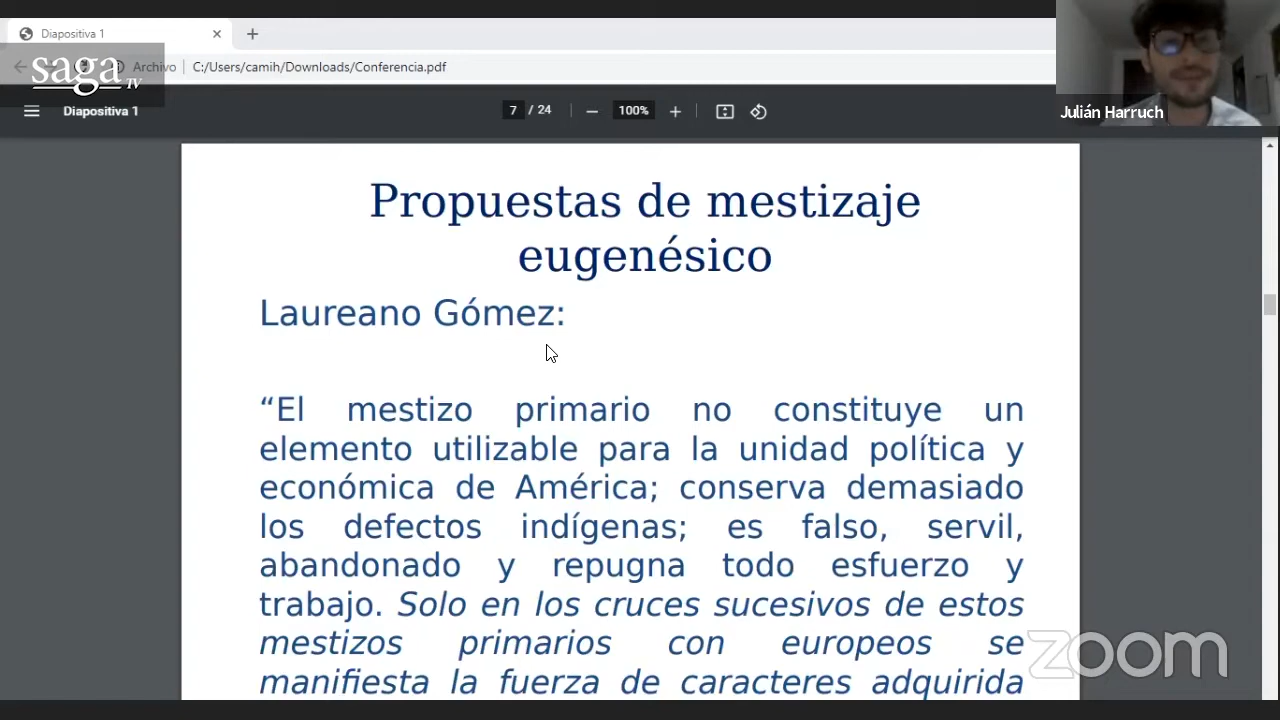 Diapositiva 1
saga TV
Archivo | C:/Users/camih/Downloads/Conferencia.pdf
Diapositiva 1
7 / 24
100%
Julián Harruch
Propuestas de mestizaje
eugenésico
Laureano Gómez:
“El mestizo primario no constituye un
elemento utilizable para la unidad política y
económica de América; conserva demasiado
los defectos indígenas; es falso, servil,
abandonado y repugna todo esfuerzo y
trabajo. Solo en los cruces sucesivos de estos
mestizos primarios con europeos se
manifiesta la fuerza de caracteres adquirida
zoom